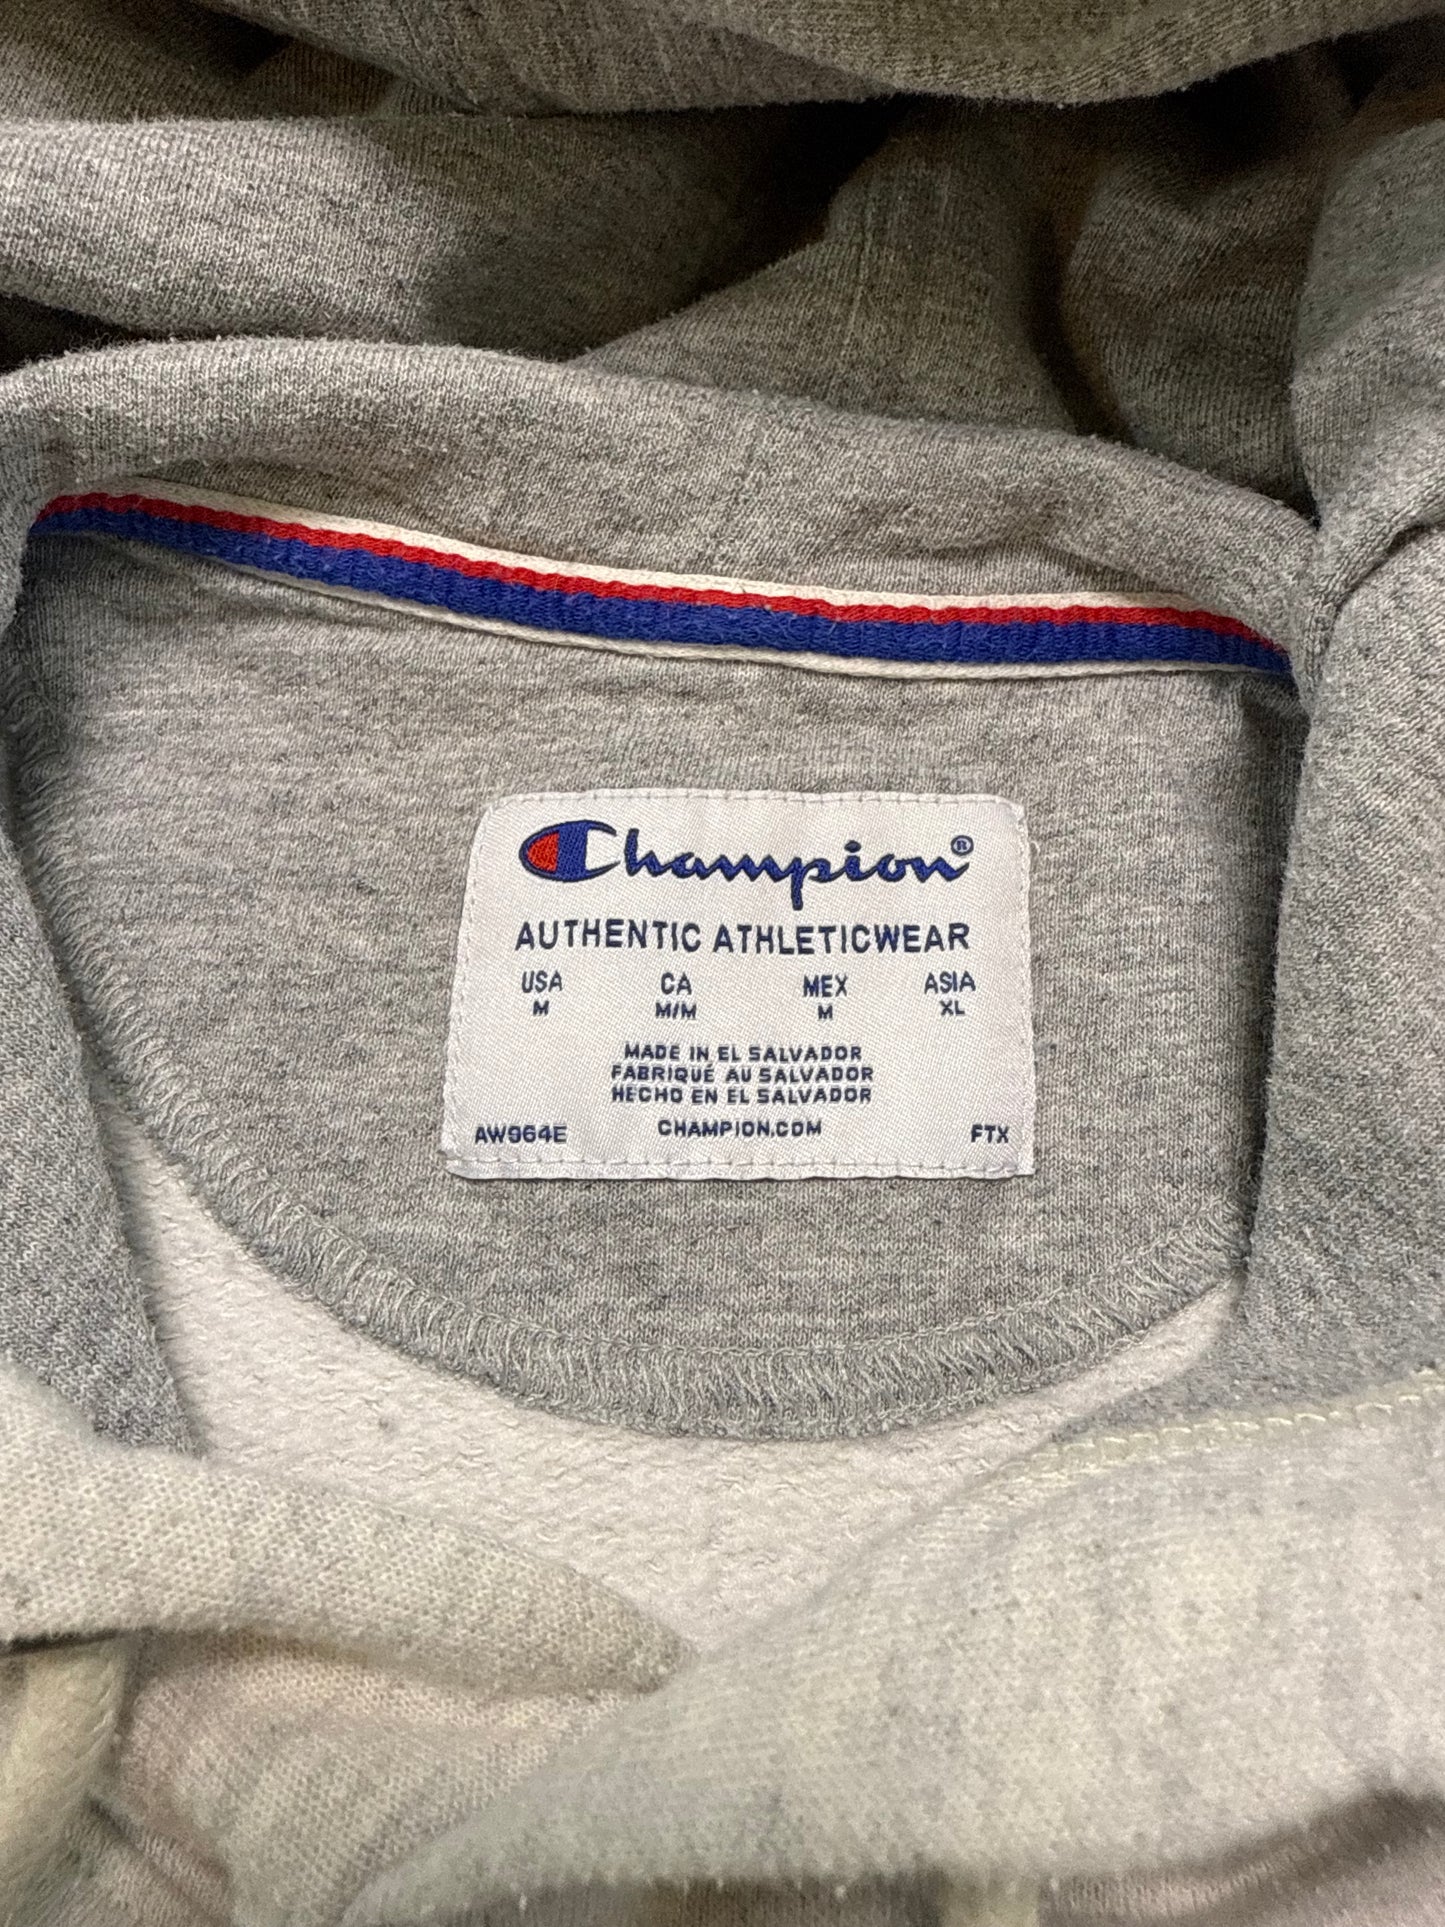 Champion®
AUTHENTIC ATHLETICWEAR
USA CA MEX ASIA
M M/M M XL
MADE IN EL SALVADOR
FABRIQUÉ AU SALVADOR
HECHO EN EL SALVADOR
AW964E CHAMPION.COM FTX